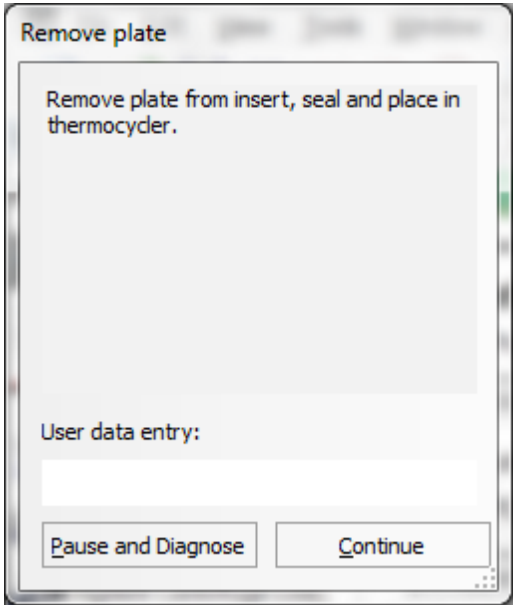 Remove plate
Remove plate from insert, seal and place in
thermocycler.
User data entry:
Pause and Diagnose
Continue